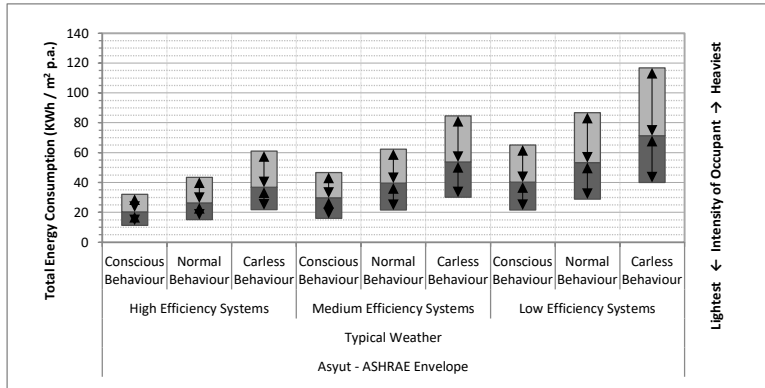 Total Energy Consumption (KWh / m² p.a.)
140
120
100
80
60
40
20
0
Conscious Behaviour
Normal Behaviour
Carless Behaviour
Conscious Behaviour
Normal Behaviour
Carless Behaviour
Conscious Behaviour
Normal Behaviour
Carless Behaviour
High Efficiency Systems
Medium Efficiency Systems
Low Efficiency Systems
Typical Weather
Asyut - ASHRAE Envelope
Lightest ← Intensity of Occupant → Heaviest